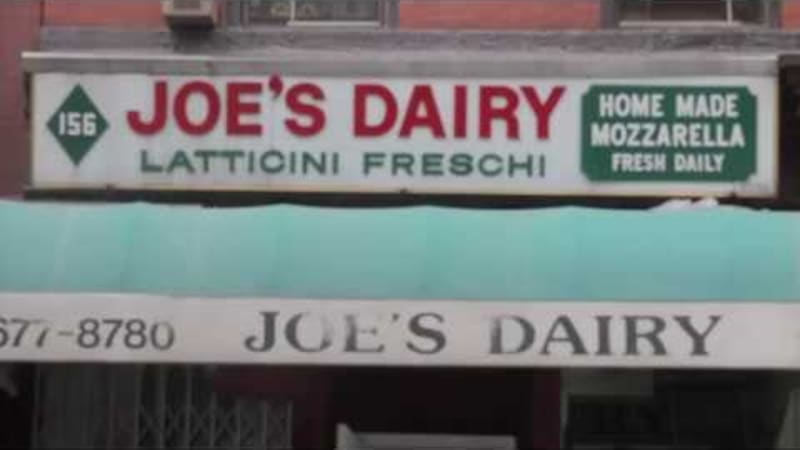 156
JOE'S DAIRY
LATTICINI FRESCHI
HOME MADE
MOZZARELLA
FRESH DAILY
677-8780 JOE'S DAIRY